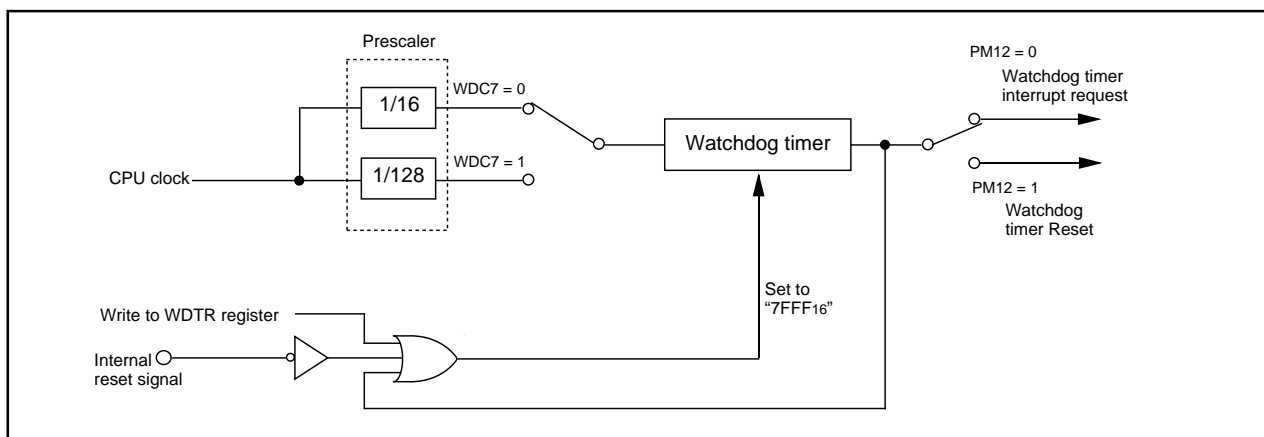 Prescaler
1/16
WDC7 = 0
1/128
WDC7 = 1
CPU clock
Watchdog timer
PM12 = 0
Watchdog timer
interrupt request
PM12 = 1
Watchdog
timer Reset
Set to
“7FFF16”
Write to WDTR register
Internal
reset signal